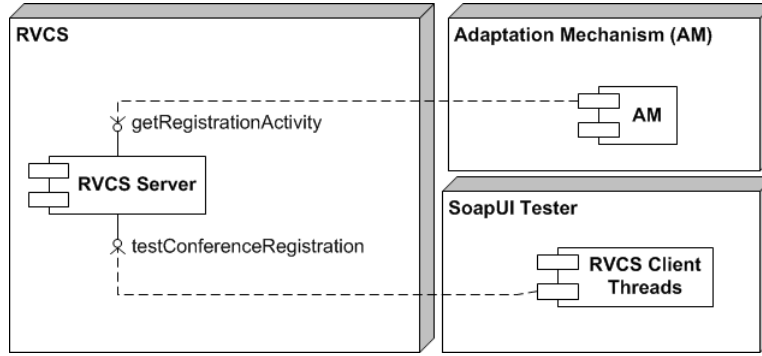 RVCS
Adaptation Mechanism (AM)
getRegistrationActivity
AM
RVCS Server
SoapUI Tester
testConferenceRegistration
RVCS Client
Threads